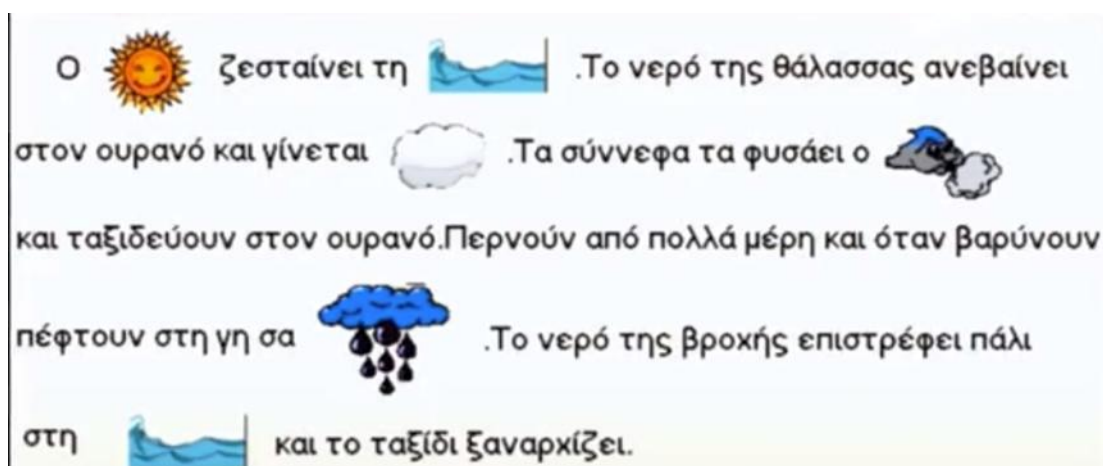 Ο ζεσταίνει τη .Το νερό της θάλασσας ανεβαίνει
στον ουρανό και γίνεται .Τα σύννεφα τα φυσάει ο
και ταξιδεύουν στον ουρανό.Περνούν από πολλά μέρη και όταν βαρύνουν
πέφτουν στη γη σα .Το νερό της βροχής επιστρέφει πάλι
στη και το ταξίδι ξαναρχίζει.